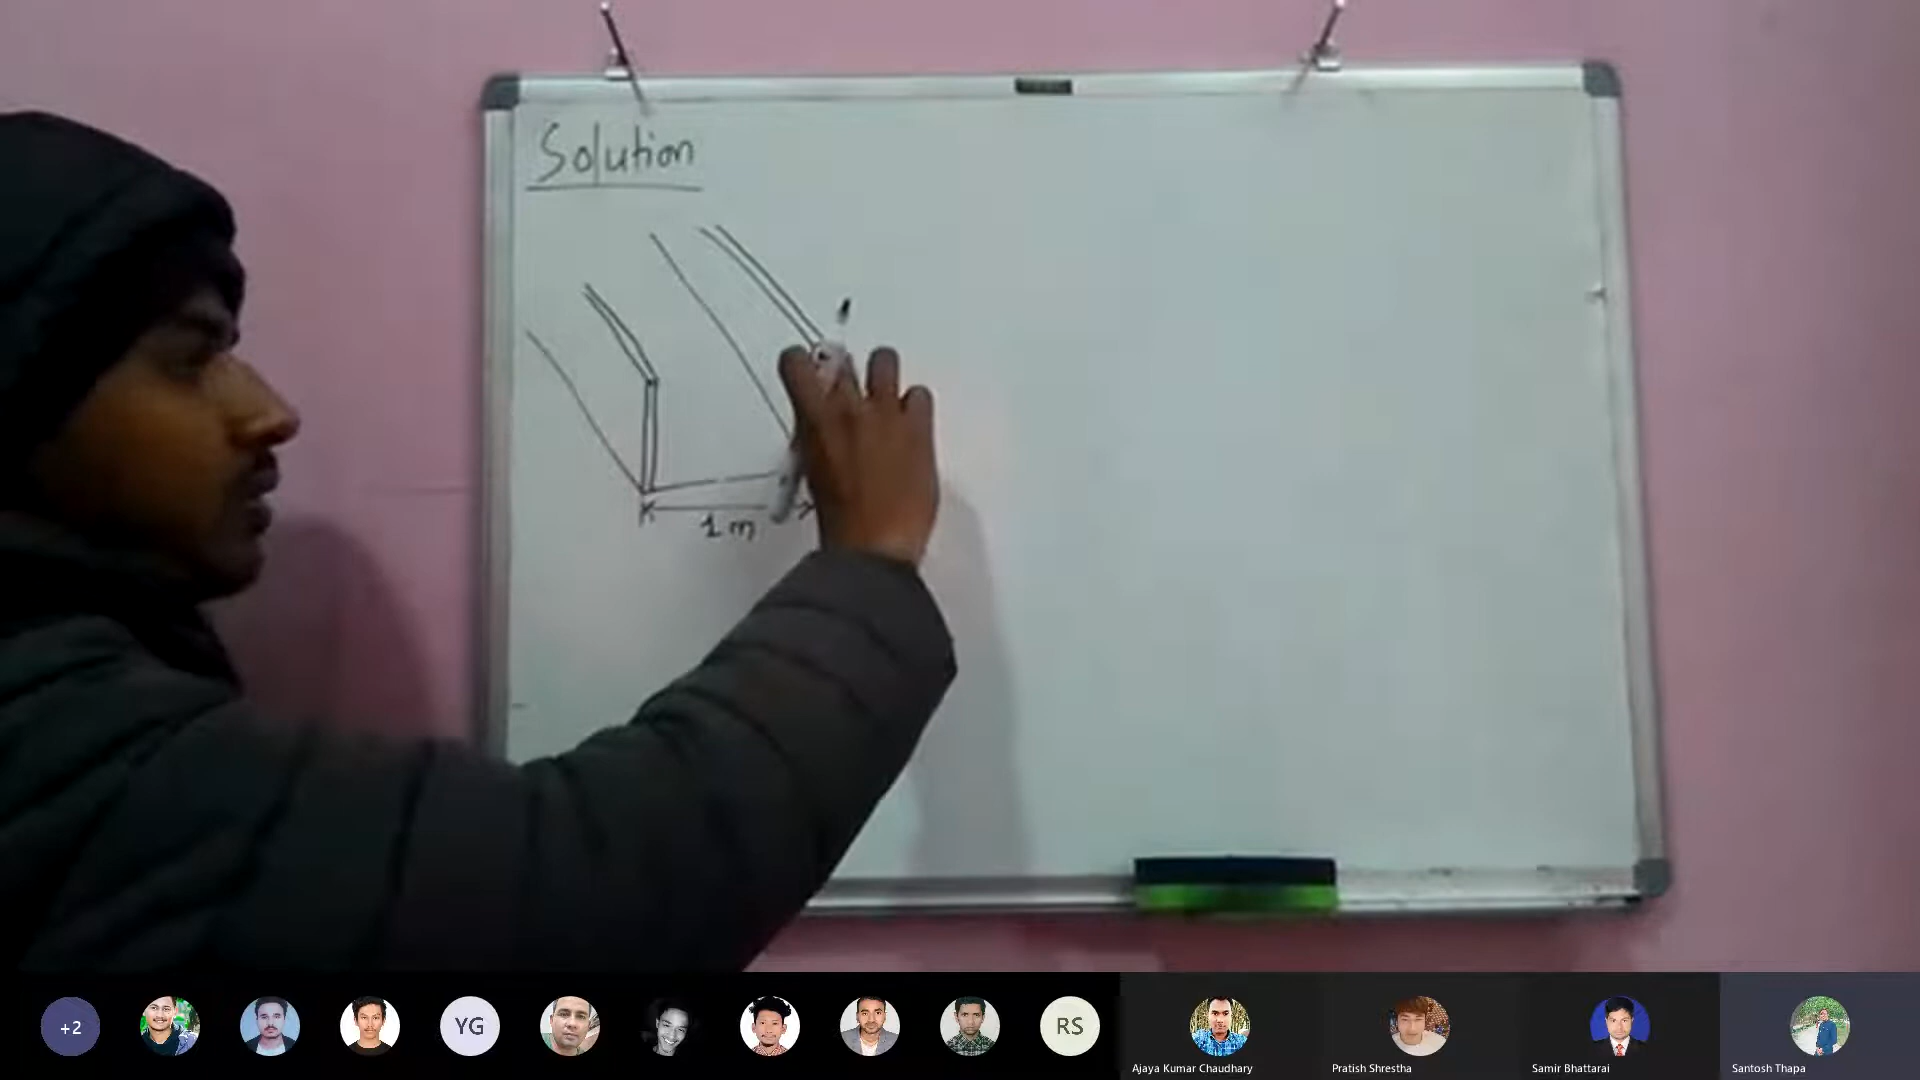 Solution
1 m
+2
YG
RS
Ajaya Kumar Chaudhary
Pratish Shrestha
Samir Bhattarai
Santosh Thapa